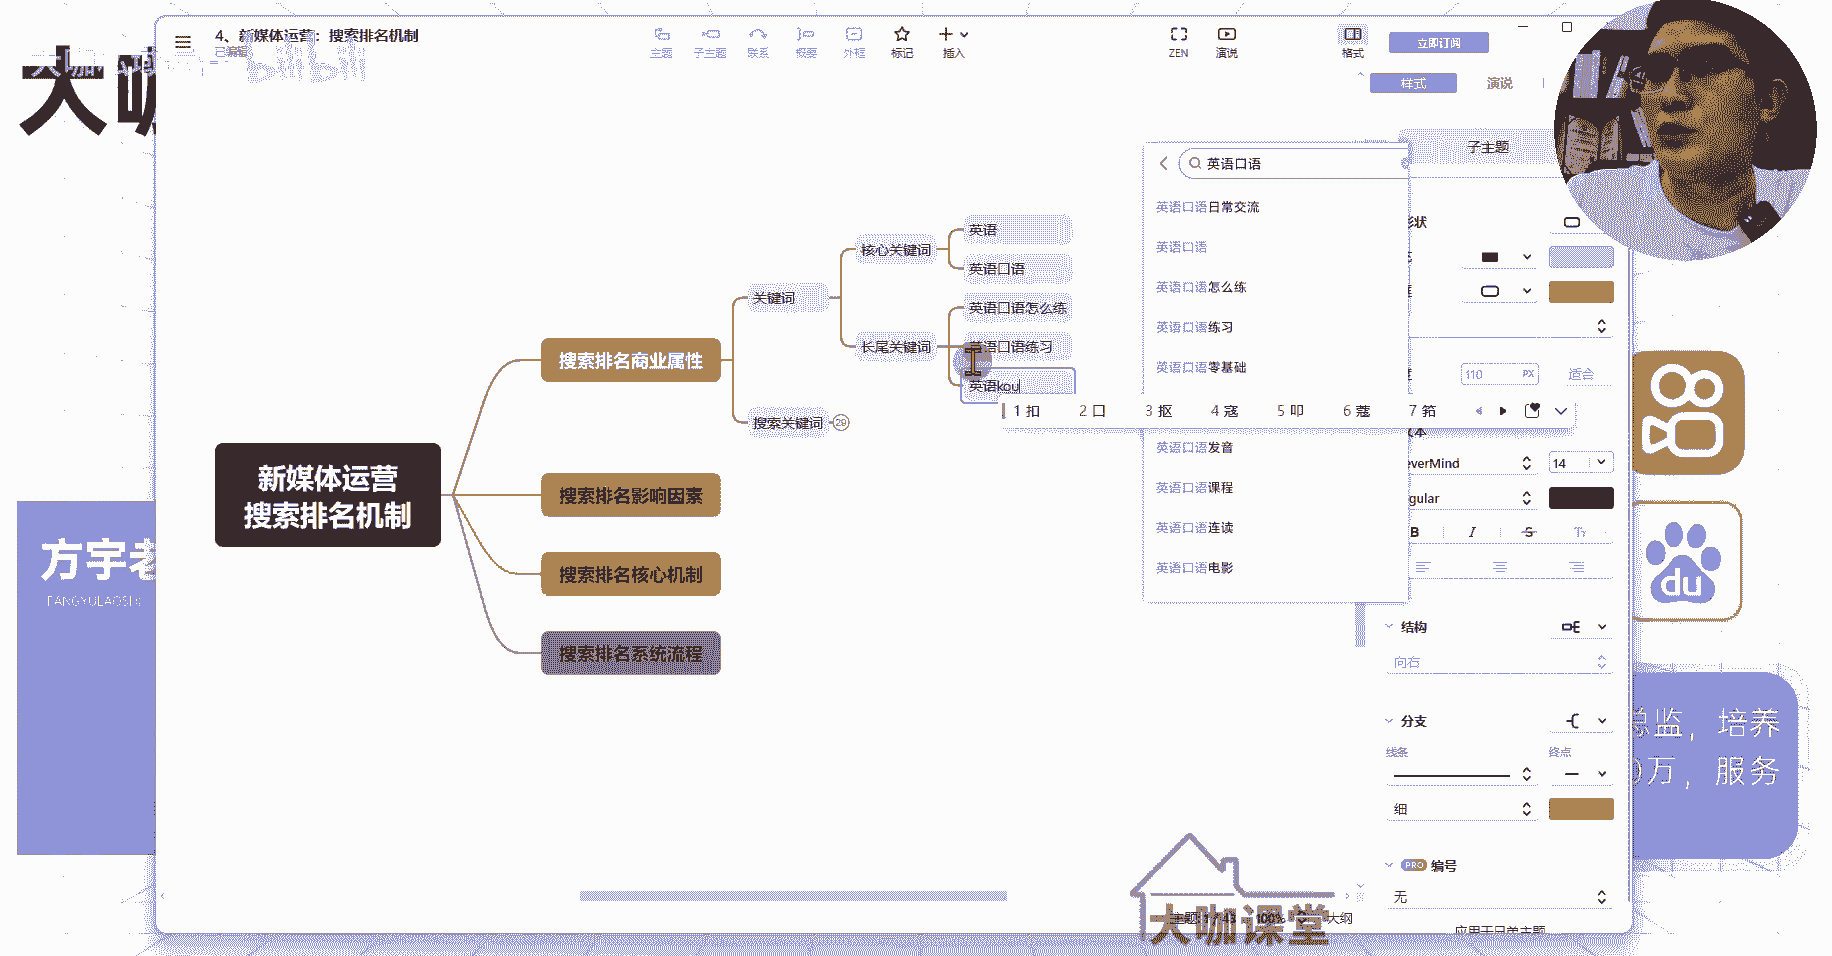 4、新媒体运营：搜索排名机制
已编辑
主题
子主题
联系
概要
外框
标记
插入
ZEN
演说
格式
立即订阅
样式
演说
bilibili
大咖
子主题
英语口语
英语口语日常交流
英语口语
英语口语怎么练
英语口语练习
英语口语零基础
英语口语发音
英语口语课程
英语口语连读
英语口语电影
英语
核心关键词
英语口语
关键词
英语口语怎么练
长尾关键词
英语口语练习
英语kou
1 扣 2 口 3 抠 4 寇 5 叩 6 蔻 7 筘
搜索排名商业属性
搜索关键词
29
新媒体运营
搜索排名机制
搜索排名影响因素
搜索排名核心机制
搜索排名系统流程
形状
110 PX
适合
everMind
14
gular
B I S Tr
结构
向右
分支
线条
终点
细
PRO 编号
无
100%
大纲
大咖课堂
方宇老
FANGYULAOSHI
du
总监，培养
0万，服务